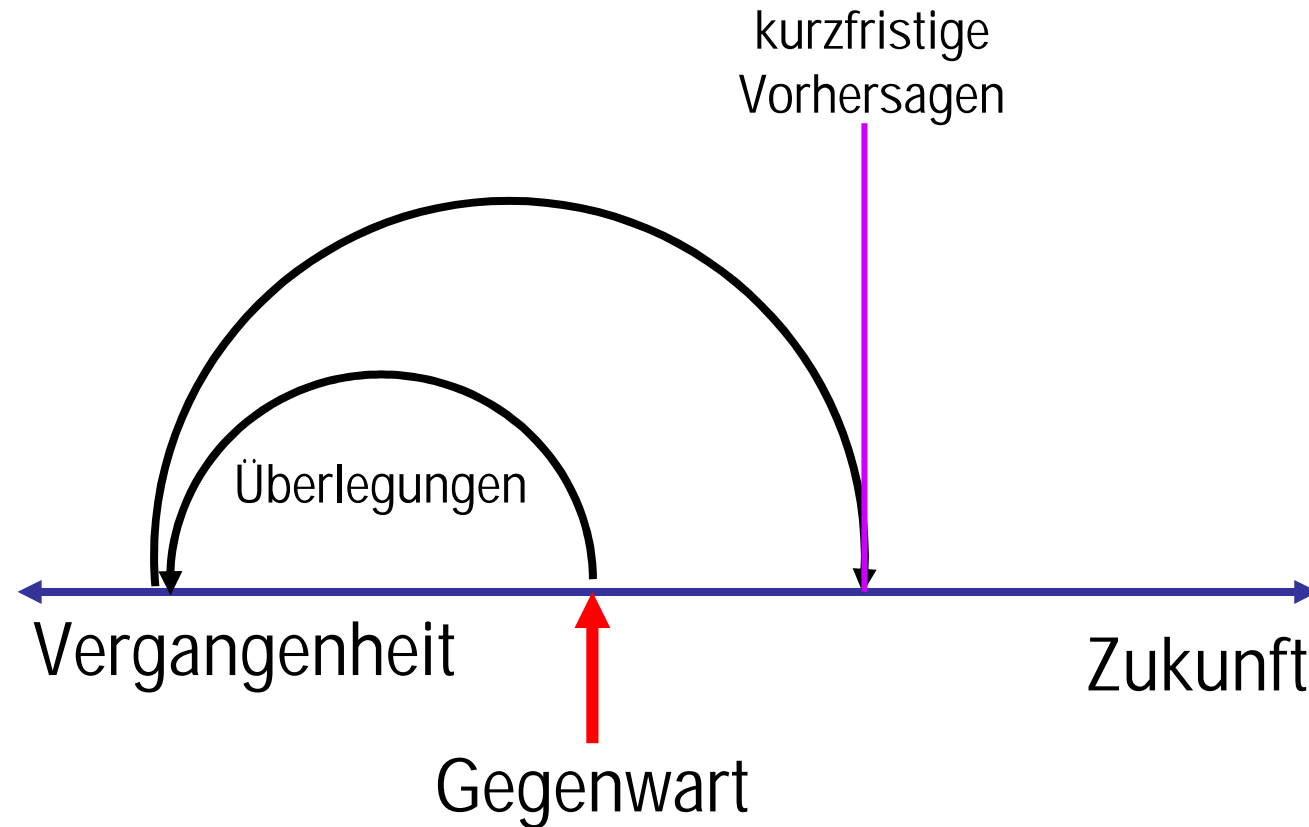 kurzfristige
Vorhersagen
Überlegungen
Vergangenheit
Zukunft
Gegenwart